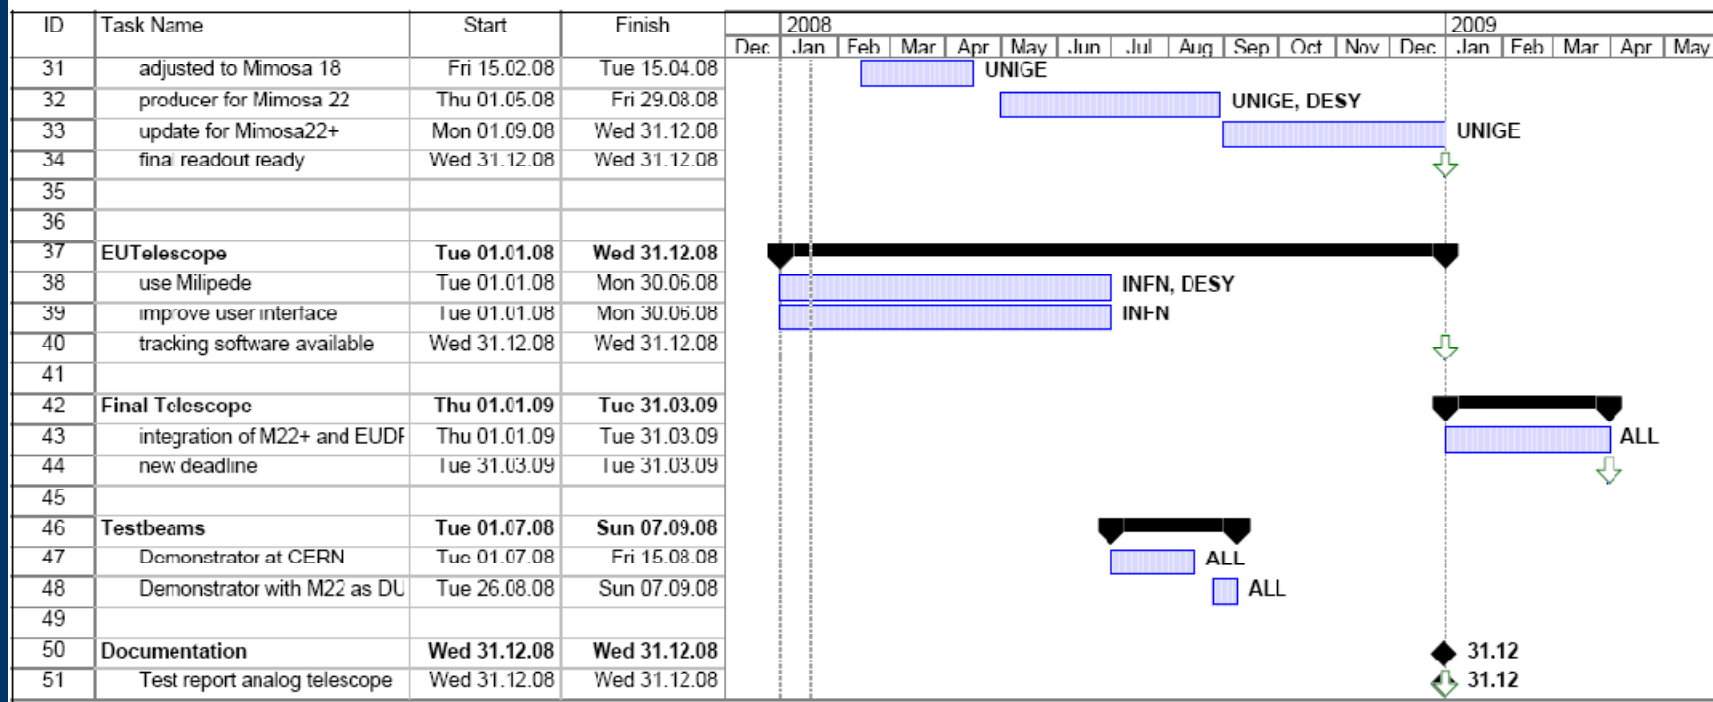 ID Task Name Start Finish 2008 2009
Dec Jan Feb Mar Apr May Jun Jul Aug Sep Oct Nov Dec Jan Feb Mar Apr May
31 adjusted to Mimosa 18 Fri 15.02.08 Tue 15.04.08 UNIGE
32 producer for Mimosa 22 Thu 01.05.08 Fri 29.08.08 UNIGE, DESY
33 update for Mimosa22+ Mon 01.09.08 Wed 31.12.08 UNIGE
34 final readout ready Wed 31.12.08 Wed 31.12.08
35
36
37 EUTelescope Tue 01.01.08 Wed 31.12.08
38 use Milipede Tue 01.01.08 Mon 30.06.08 INFN, DESY
39 improve user interface Tue 01.01.08 Mon 30.06.08 INFN
40 tracking software available Wed 31.12.08 Wed 31.12.08
41
42 Final Telescope Thu 01.01.09 Tue 31.03.09
43 integration of M22+ and EUDF Thu 01.01.09 Tue 31.03.09 ALL
44 new deadline Tue 31.03.09 Tue 31.03.09
45
46 Testbeams Tue 01.07.08 Sun 07.09.08
47 Demonstrator at CERN Tue 01.07.08 Fri 15.08.08 ALL
48 Demonstrator with M22 as DU Tue 26.08.08 Sun 07.09.08 ALL
49
50 Documentation Wed 31.12.08 Wed 31.12.08 31.12
51 Test report analog telescope Wed 31.12.08 Wed 31.12.08 31.12